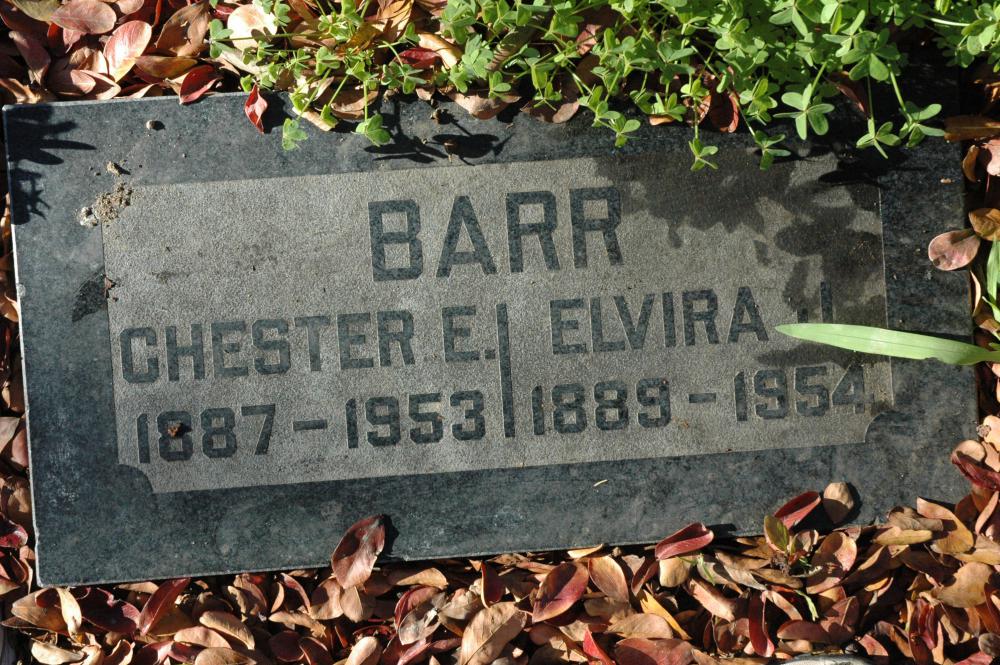 BARR
CHESTER E. ELVIRA J.
1887 - 1953 1889 - 1954